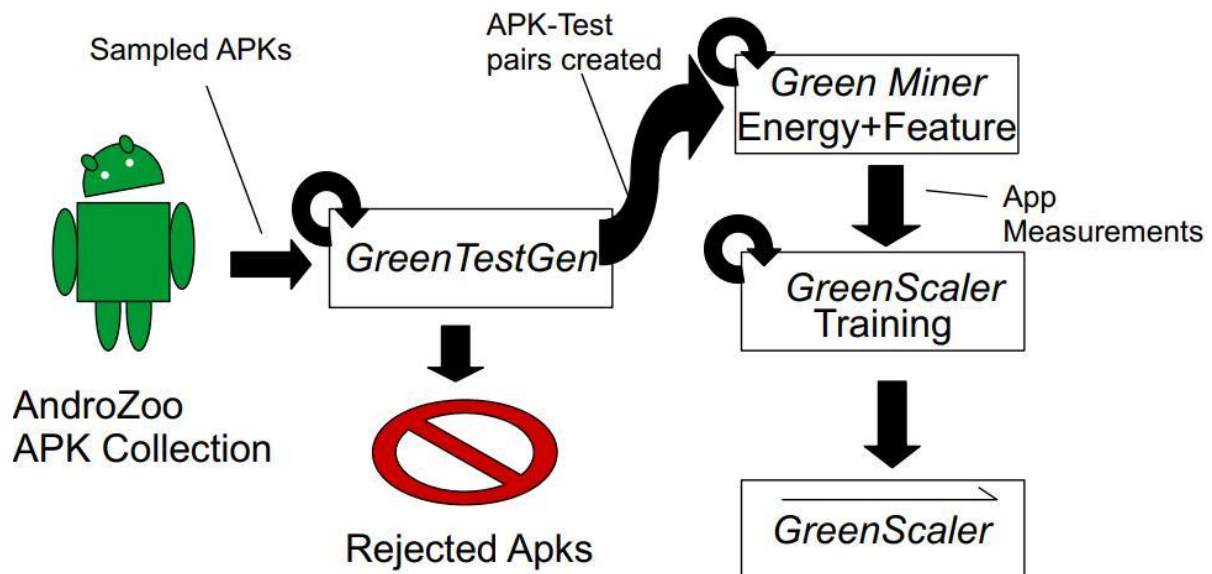 Sampled APKs
APK-Test
pairs created
Green Miner
Energy+Feature
App
Measurements
GreenTestGen
GreenScaler
Training
AndroZoo
APK Collection
Rejected Apks
GreenScaler